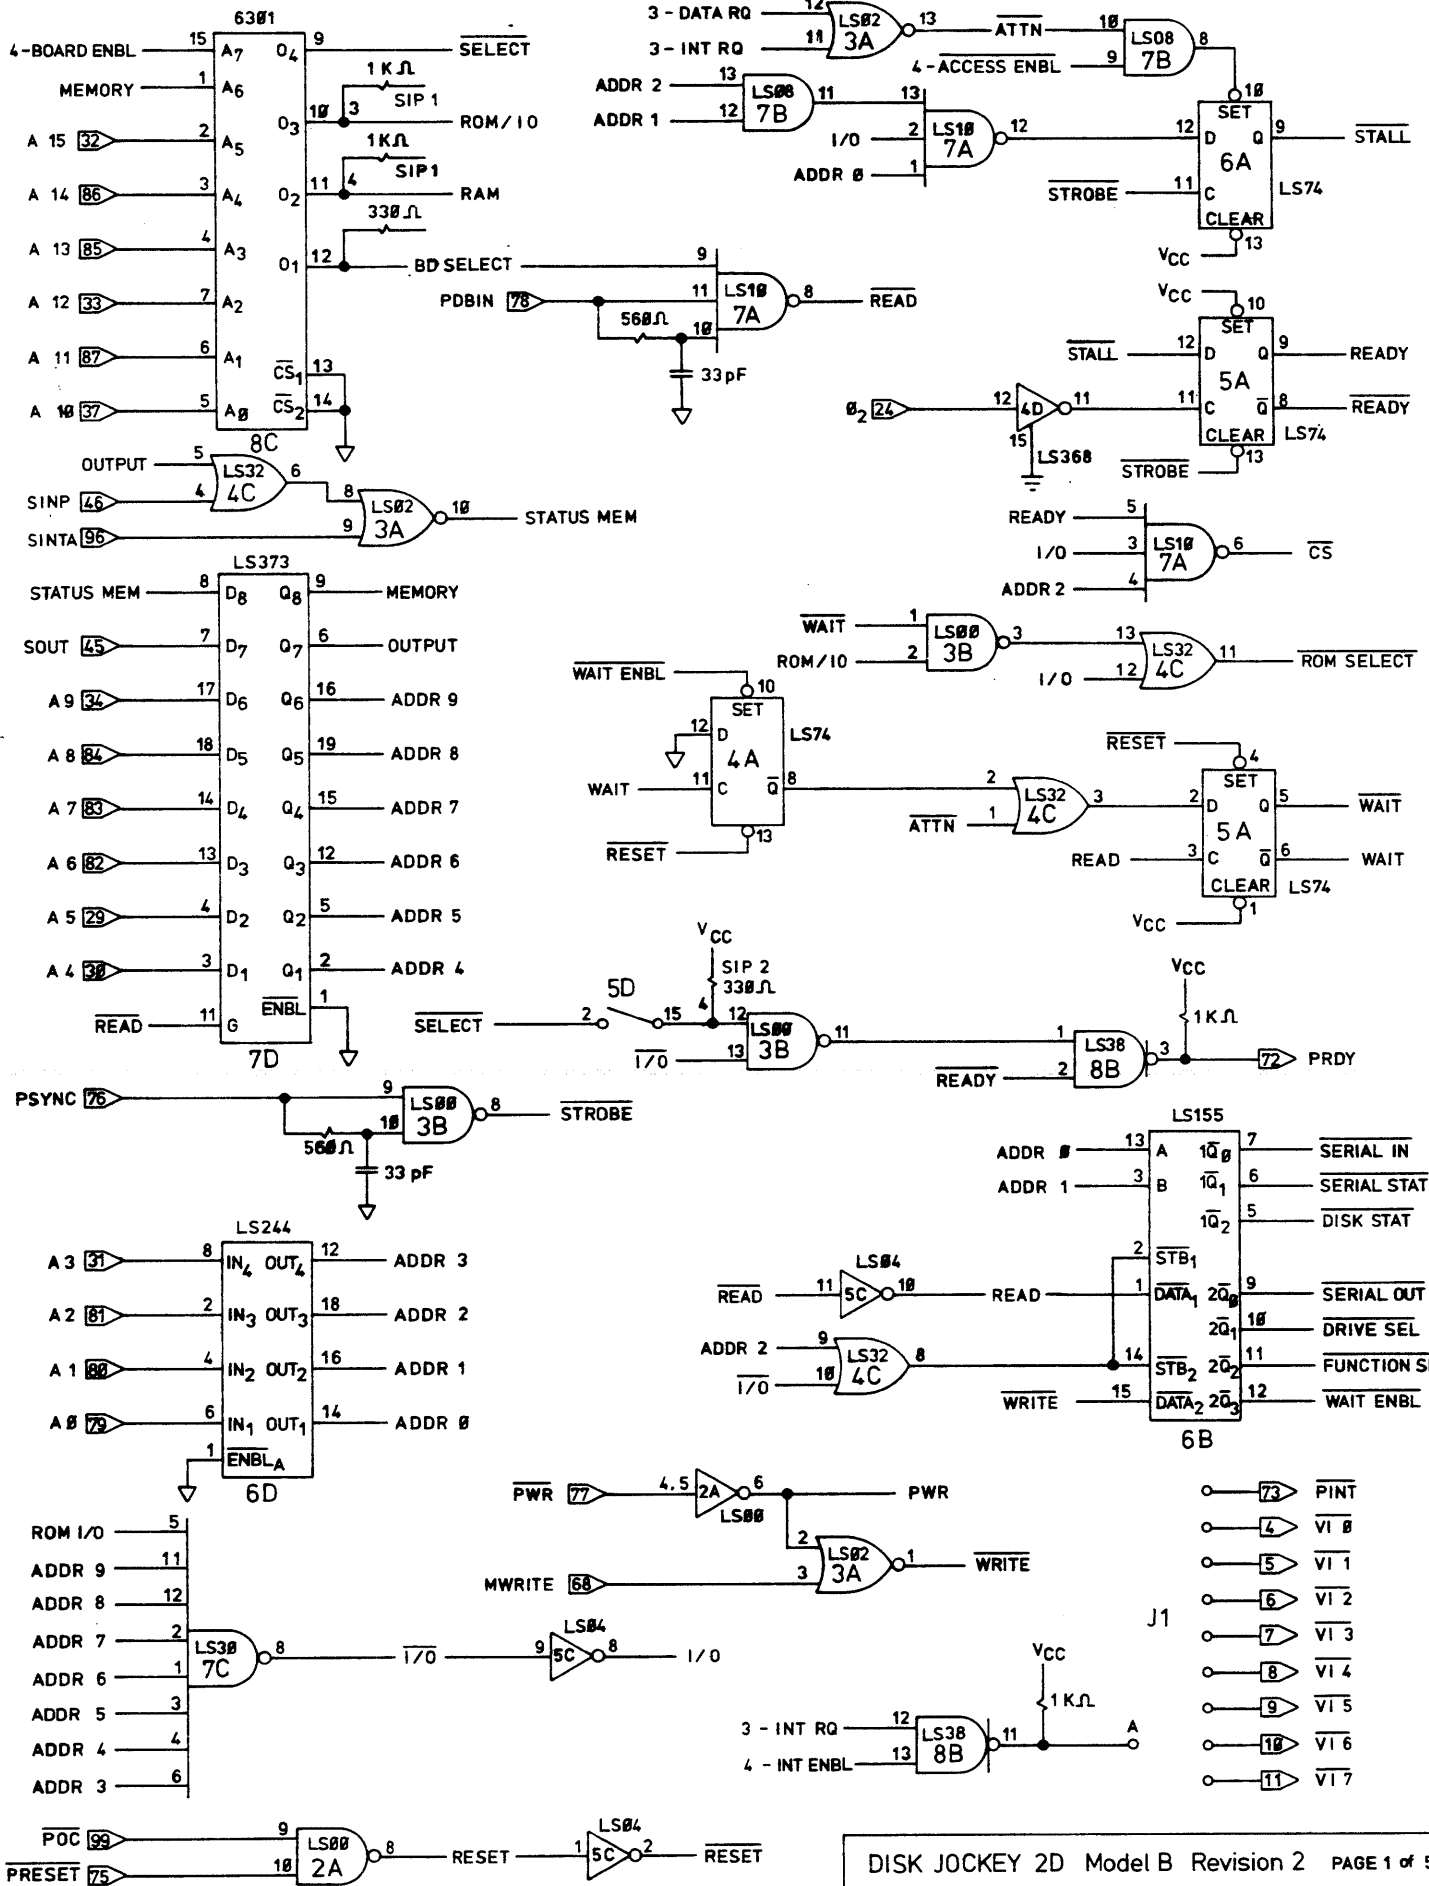 6301
4-BOARD ENBL 15 A7 O4 9 SELECT
MEMORY 1 A6
1 KΩ
SIP 1
O3 10 3 ROM/IO
A 15 32 2 A5
1KΩ
SIP1
A 14 86 3 A4 O2 11 4 RAM
330Ω
A 13 85 4 A3
O1 12 BD SELECT
A 12 33 7 A2
A 11 87 6 A1
CS1 13
A 10 37 5 A0 CS2 14
8C
3-DATA RQ 12 LS02 3A 13 ATTN 10 LS08 7B 8
3-INT RQ 11
4-ACCESS ENBL 9
ADDR 2 13 LS08 7B 11 13
ADDR 1 12
I/O 2 LS10 7A 12
ADDR 0 1
10 SET
12 D Q 9 STALL
6A
STROBE 11 C LS74
CLEAR
13
VCC
9
PDBIN 78 11 LS10 7A 8 READ
560Ω 10
33pF
VCC 10
SET
STALL 12 D Q 9 READY
5A
02 24 12 4D 11 11 C Q 8 READY
15 LS368
CLEAR LS74
STROBE 13
OUTPUT 5 LS32 4C 6
SINP 46 4
8 LS02 3A 10 STATUS MEM
SINTA 96 9
READY 5
I/O 3 LS10 7A 6 CS
ADDR 2 4
LS373
STATUS MEM 8 D8 Q8 9 MEMORY
SOUT 45 7 D7 Q7 6 OUTPUT
A9 34 17 D6 Q6 16 ADDR 9
A 8 84 18 D5 Q5 19 ADDR 8
A 7 83 14 D4 Q4 15 ADDR 7
A 6 82 13 D3 Q3 12 ADDR 6
A 5 29 4 D2 Q2 5 ADDR 5
A 4 30 3 D1 Q1 2 ADDR 4
ENBL 1
READ 11 G
7D
WAIT 1 LS00 3B 3 13 LS32 4C 11 ROM SELECT
ROM/IO 2
I/O 12
WAIT ENBL 10
SET
12 D LS74
4A
WAIT 11 C Q 8
RESET 13
2 LS32 4C 3
ATTN 1
RESET 4
SET
2 D Q 5 WAIT
5A
READ 3 C Q 6 WAIT
CLEAR LS74
VCC 1
VCC
SIP 2
330Ω
5D
SELECT 2 15 4 12 LS00 3B 11
I/O 13
VCC
1KΩ
1 LS38 8B 3 72 PRDY
READY 2
PSYNC 76 9 LS00 3B 8 STROBE
560Ω 10
33 pF
LS155
ADDR 0 13 A 1Q0 7 SERIAL IN
ADDR 1 3 B 1Q1 6 SERIAL STAT
1Q2 5 DISK STAT
2 STB1
READ 11 LS04 5C 10 READ 1 DATA1 2Q0 9 SERIAL OUT
2Q1 10 DRIVE SEL
ADDR 2 9 LS32 4C 8 14 STB2 2Q2 11 FUNCTION S
I/O 10
WRITE 15 DATA2 2Q3 12 WAIT ENBL
6B
LS244
A 3 31 8 IN4 OUT4 12 ADDR 3
A 2 81 2 IN3 OUT3 18 ADDR 2
A 1 80 4 IN2 OUT2 16 ADDR 1
A 0 79 6 IN1 OUT1 14 ADDR 0
1 ENBLA
6D
PWR 77 4,5 2A 6 PWR
LS00
2 LS02 3A 1 WRITE
MWRITE 68 3
J1
73 PINT
4 VI 0
5 VI 1
6 VI 2
7 VI 3
8 VI 4
9 VI 5
10 VI 6
11 VI 7
ROM I/O 5
ADDR 9 11
ADDR 8 12
ADDR 7 2 LS30 7C 8 I/O 9 LS04 5C 8 I/O
ADDR 6 1
ADDR 5 3
ADDR 4 4
ADDR 3 6
VCC
1KΩ
3 - INT RQ 12 LS38 8B 11 A
4 - INT ENBL 13
POC 99 9 LS00 2A 8 RESET 1 LS04 5C 2 RESET
PRESET 75 10
DISK JOCKEY 2D Model B Revision 2 PAGE 1 of 5